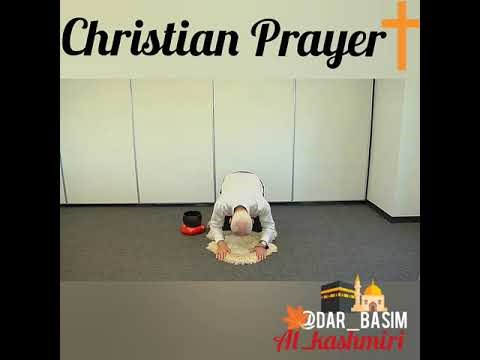 Christian Prayer
@DAR_BASIM
Al_kashmiri